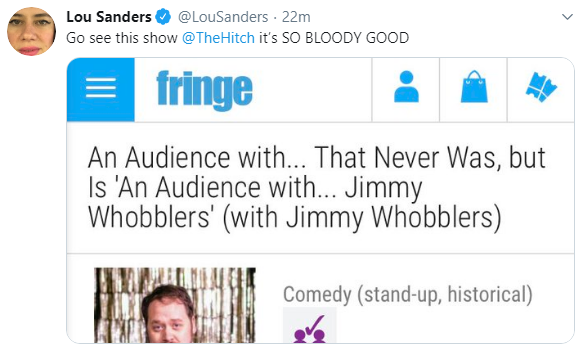 Lou Sanders @LouSanders · 22m
Go see this show @TheHitch it's SO BLOODY GOOD
fringe
An Audience with... That Never Was, but
Is 'An Audience with... Jimmy
Whobblers' (with Jimmy Whobblers)
Comedy (stand-up, historical)